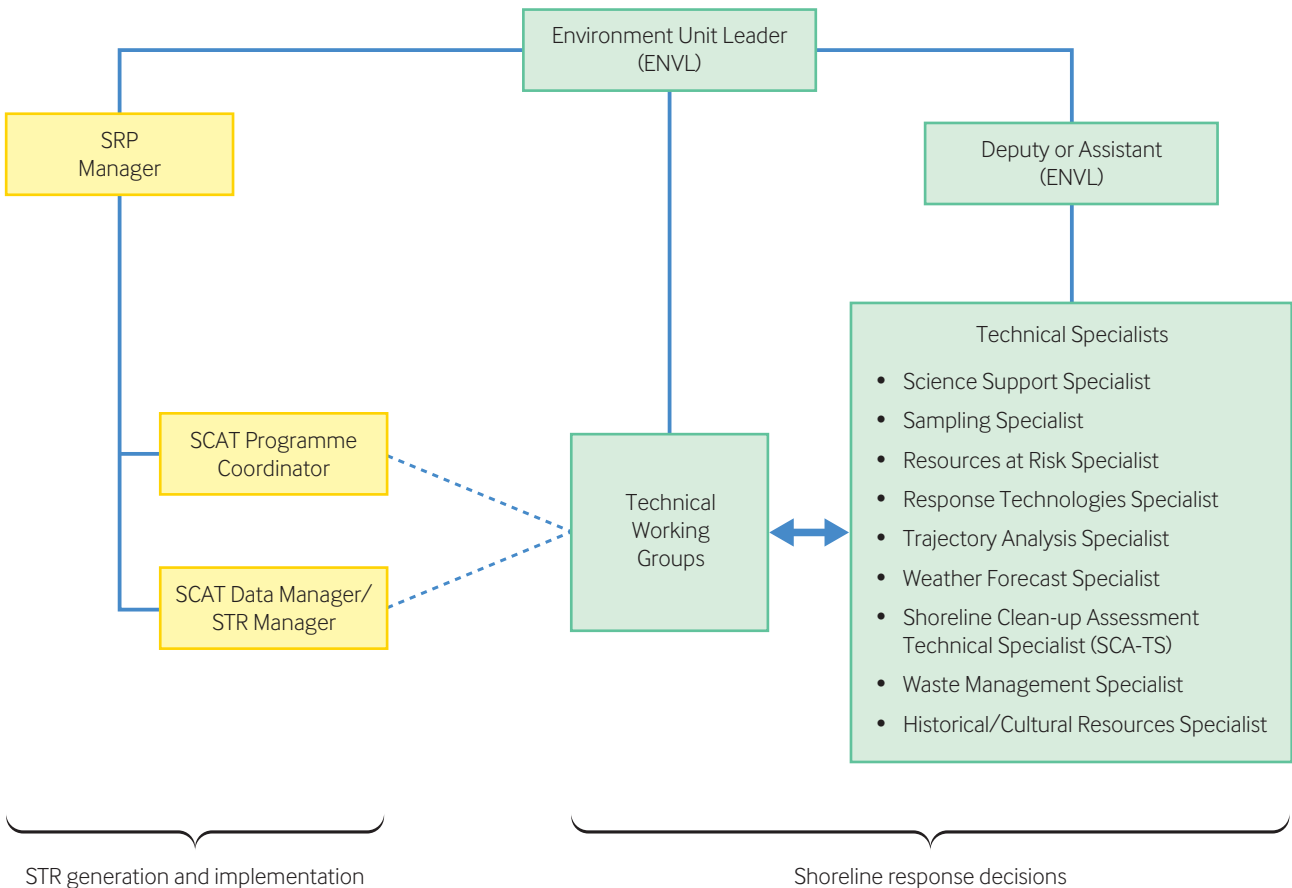 Environment Unit Leader
(ENVL)
SRP
Manager
Deputy or Assistant
(ENVL)
SCAT Programme
Coordinator
SCAT Data Manager/
STR Manager
Technical
Working
Groups
Technical Specialists
• Science Support Specialist
• Sampling Specialist
• Resources at Risk Specialist
• Response Technologies Specialist
• Trajectory Analysis Specialist
• Weather Forecast Specialist
• Shoreline Clean-up Assessment
Technical Specialist (SCA-TS)
• Waste Management Specialist
• Historical/Cultural Resources Specialist
STR generation and implementation
Shoreline response decisions